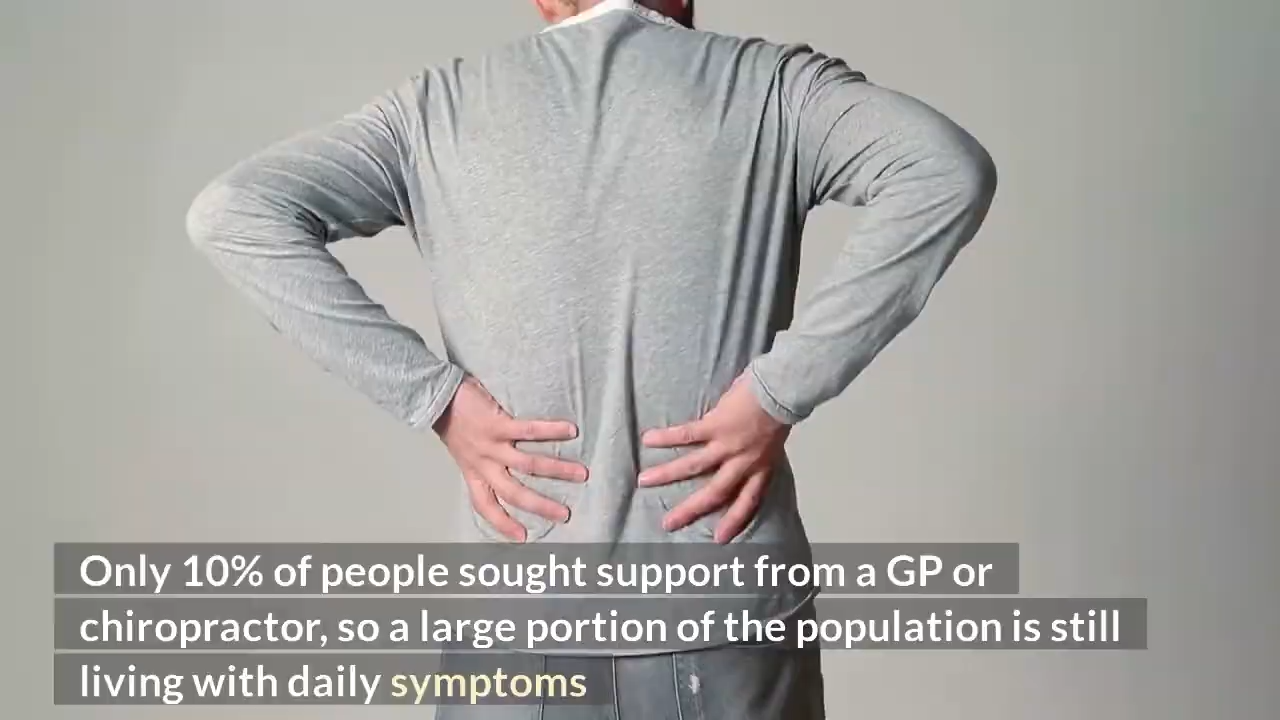 Only 10% of people sought support from a GP or
chiropractor, so a large portion of the population is still
living with daily symptoms